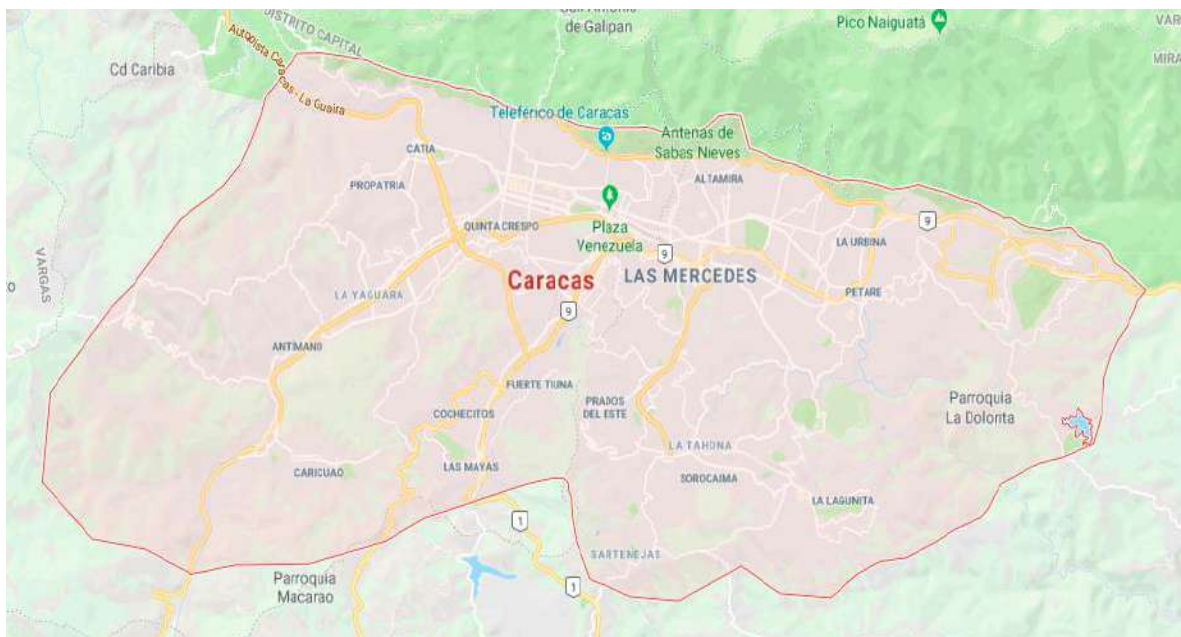 DISTRITO CAPITAL
de Galipan
Pico Naiguatá
VAR
MIRA
Autopista Caracas - La Guaira
Cd Caribia
Teleférico de Caracas
Antenas de
Sabas Nieves
CATIA
PROPATRIA
ALTAMIRA
QUINTA CRESPO
Plaza
Venezuela
9
LA URBINA
9
VARGAS
o
Caracas
LAS MERCEDES
LA YAGUARA
PETARE
9
ANTIMANO
FUERTE TIUNA
COCHECITOS
PRADOS
DEL ESTE
Parroquia
La Dolorita
LA TAHONA
CARICUAO
LAS MAYAS
SOROCAIMA
LA LAGUNITA
1
SARTENEJAS
Parroquia
Macarao
1